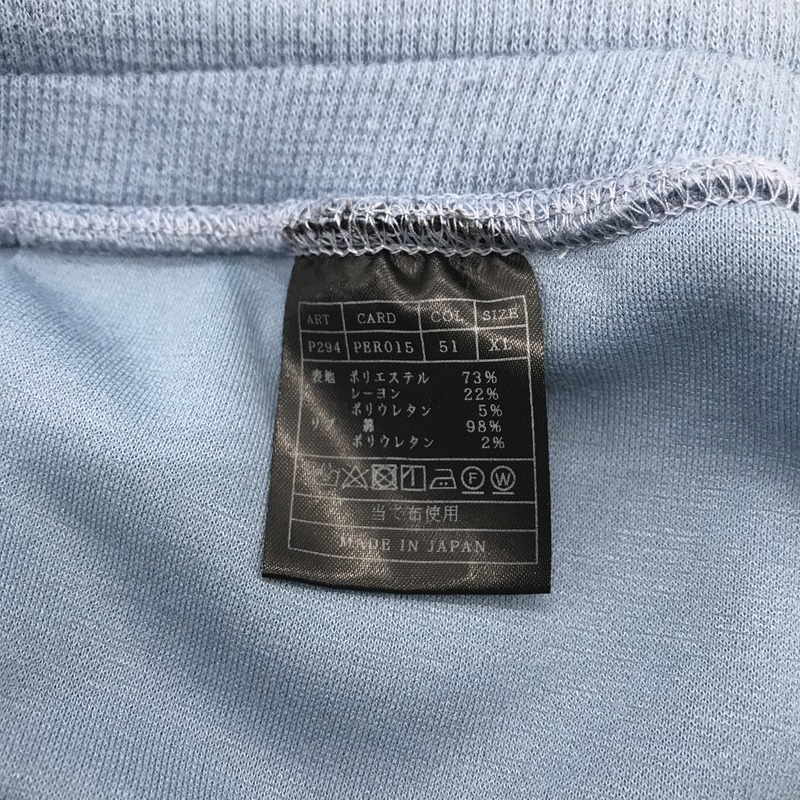 ART CARD COL SIZE
P294 PER015 51 XL
表地 ポリエステル 73%
レーヨン 22%
ポリウレタン 5%
リブ 綿 98%
ポリウレタン 2%
F W
当て布使用
MADE IN JAPAN